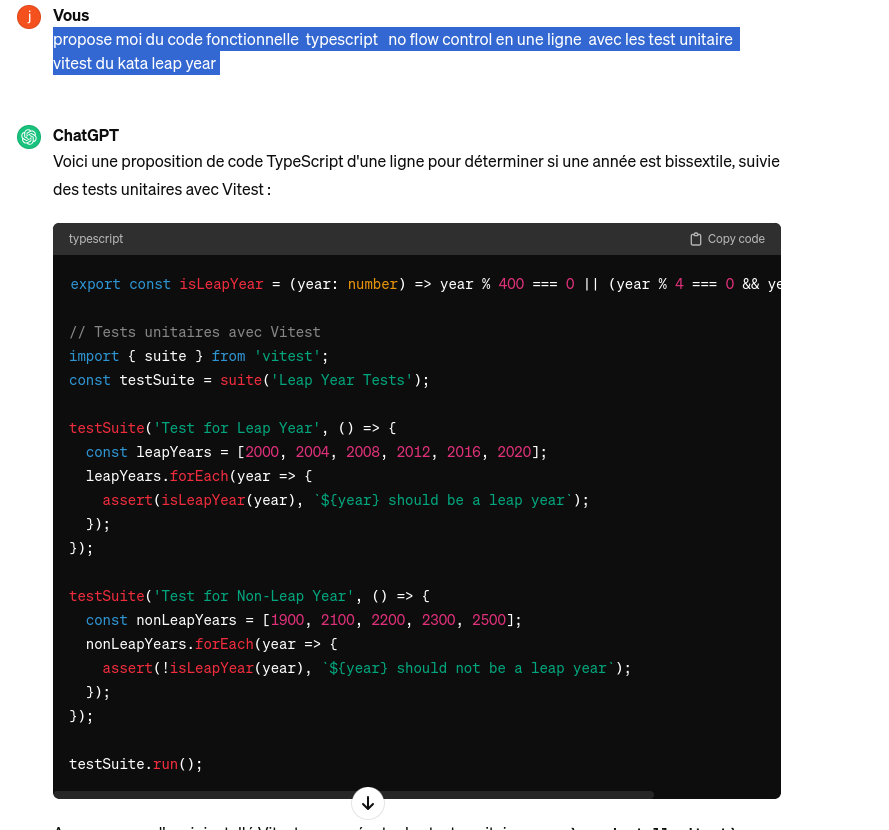 j
Vous
propose moi du code fonctionnelle typescript no flow control en une ligne avec les test unitaire
vitest du kata leap year
ChatGPT
Voici une proposition de code TypeScript d'une ligne pour déterminer si une année est bissextile, suivie
des tests unitaires avec Vitest :
typescript
Copy code
export const isLeapYear = (year: number) => year % 400 === 0 || (year % 4 === 0 && ye
// Tests unitaires avec Vitest
import { suite } from 'vitest';
const testSuite = suite('Leap Year Tests');
testSuite('Test for Leap Year', () => {
  const leapYears = [2000, 2004, 2008, 2012, 2016, 2020];
  leapYears.forEach(year => {
    assert(isLeapYear(year), `${year} should be a leap year`);
  });
});
testSuite('Test for Non-Leap Year', () => {
  const nonLeapYears = [1900, 2100, 2200, 2300, 2500];
  nonLeapYears.forEach(year => {
    assert(!isLeapYear(year), `${year} should not be a leap year`);
  });
});
testSuite.run();